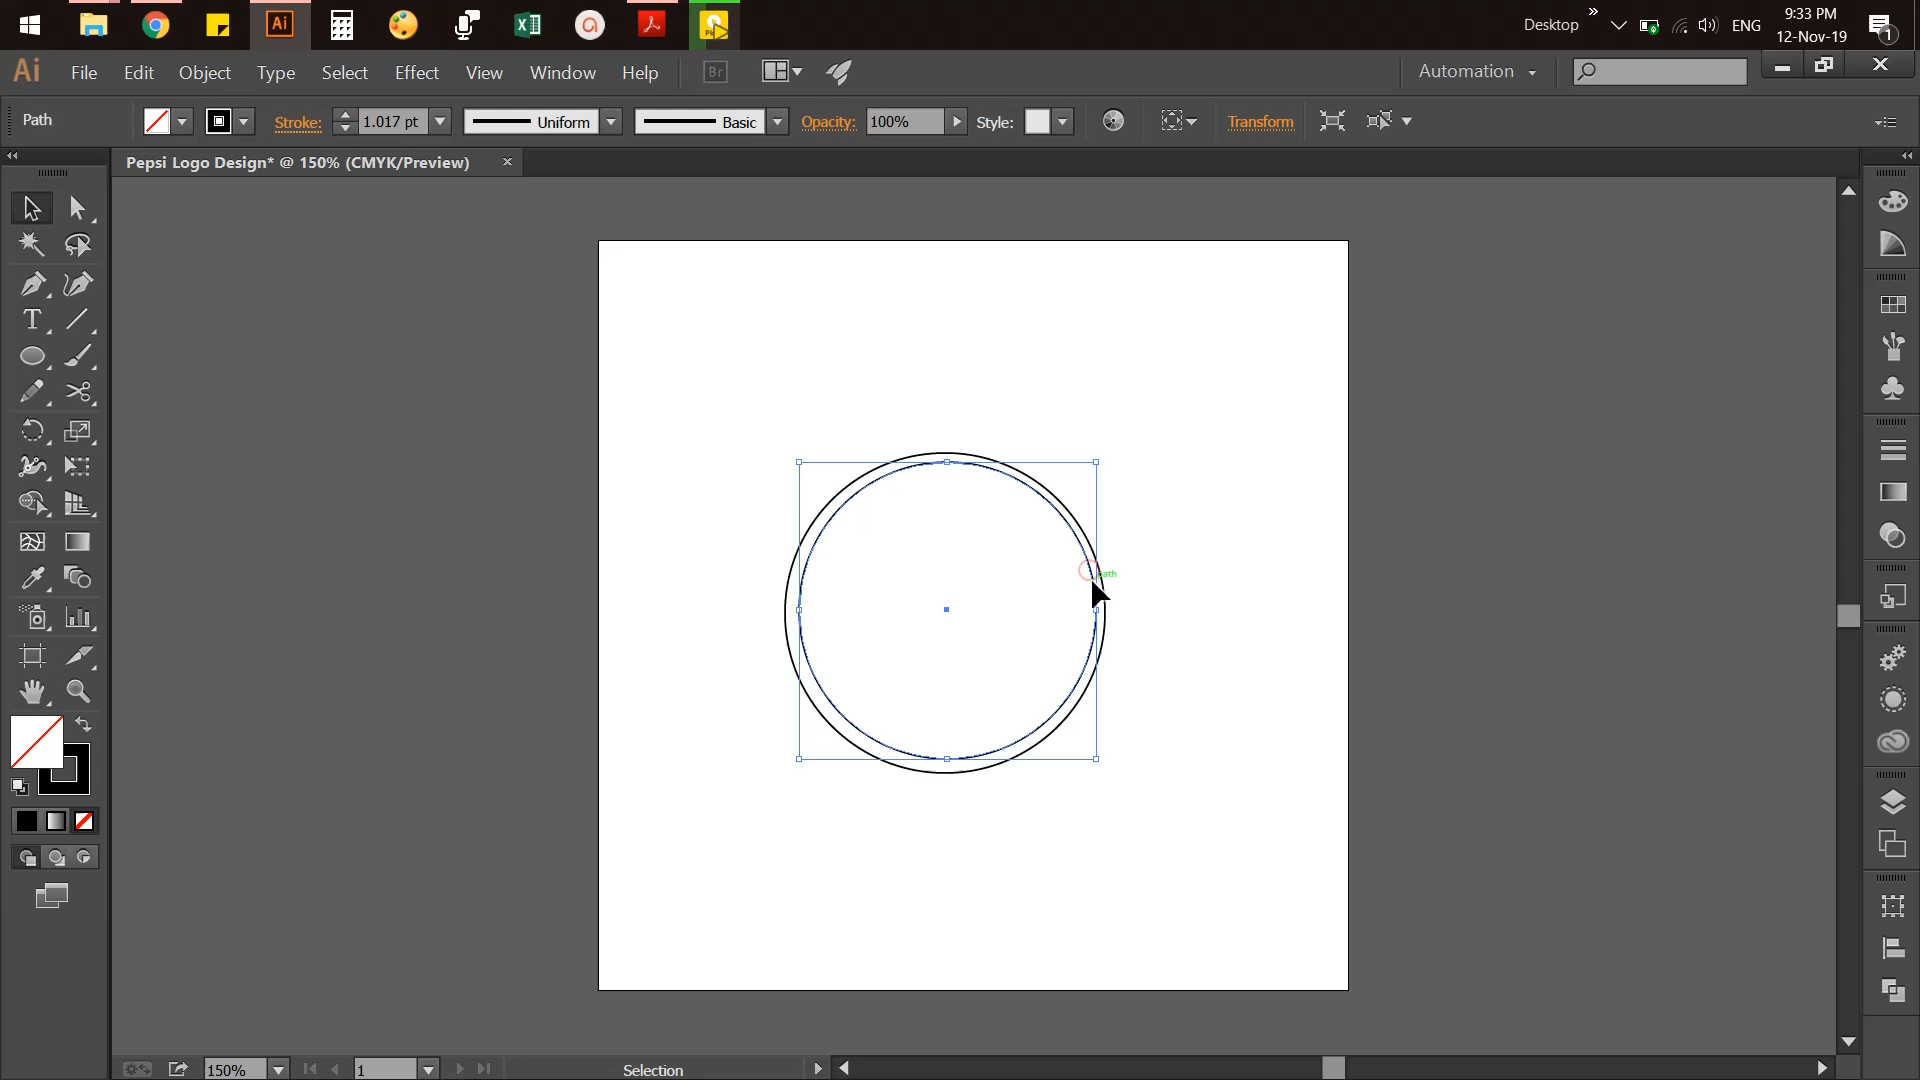 Desktop
ENG
9:33 PM
12-Nov-19
1
Ai
File Edit Object Type Select Effect View Window Help
Br
Automation
Path
Stroke:
1.017 pt
Uniform
Basic
Opacity:
100%
Style:
Transform
Pepsi Logo Design* @ 150% (CMYK/Preview)
path
150%
1
Selection